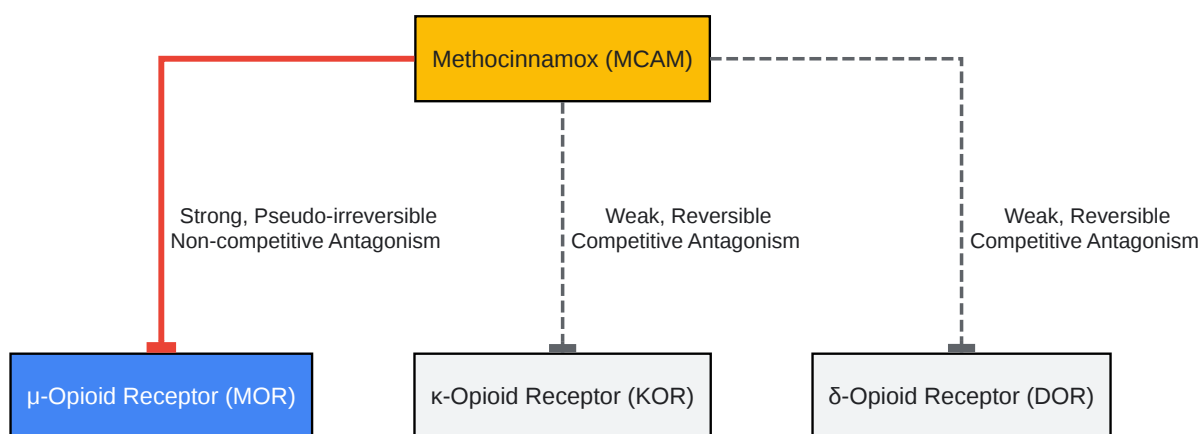 Methocinnamox (MCAM)
Strong, Pseudo-irreversible
Non-competitive Antagonism
Weak, Reversible
Competitive Antagonism
Weak, Reversible
Competitive Antagonism
μ-Opioid Receptor (MOR)
κ-Opioid Receptor (KOR)
δ-Opioid Receptor (DOR)